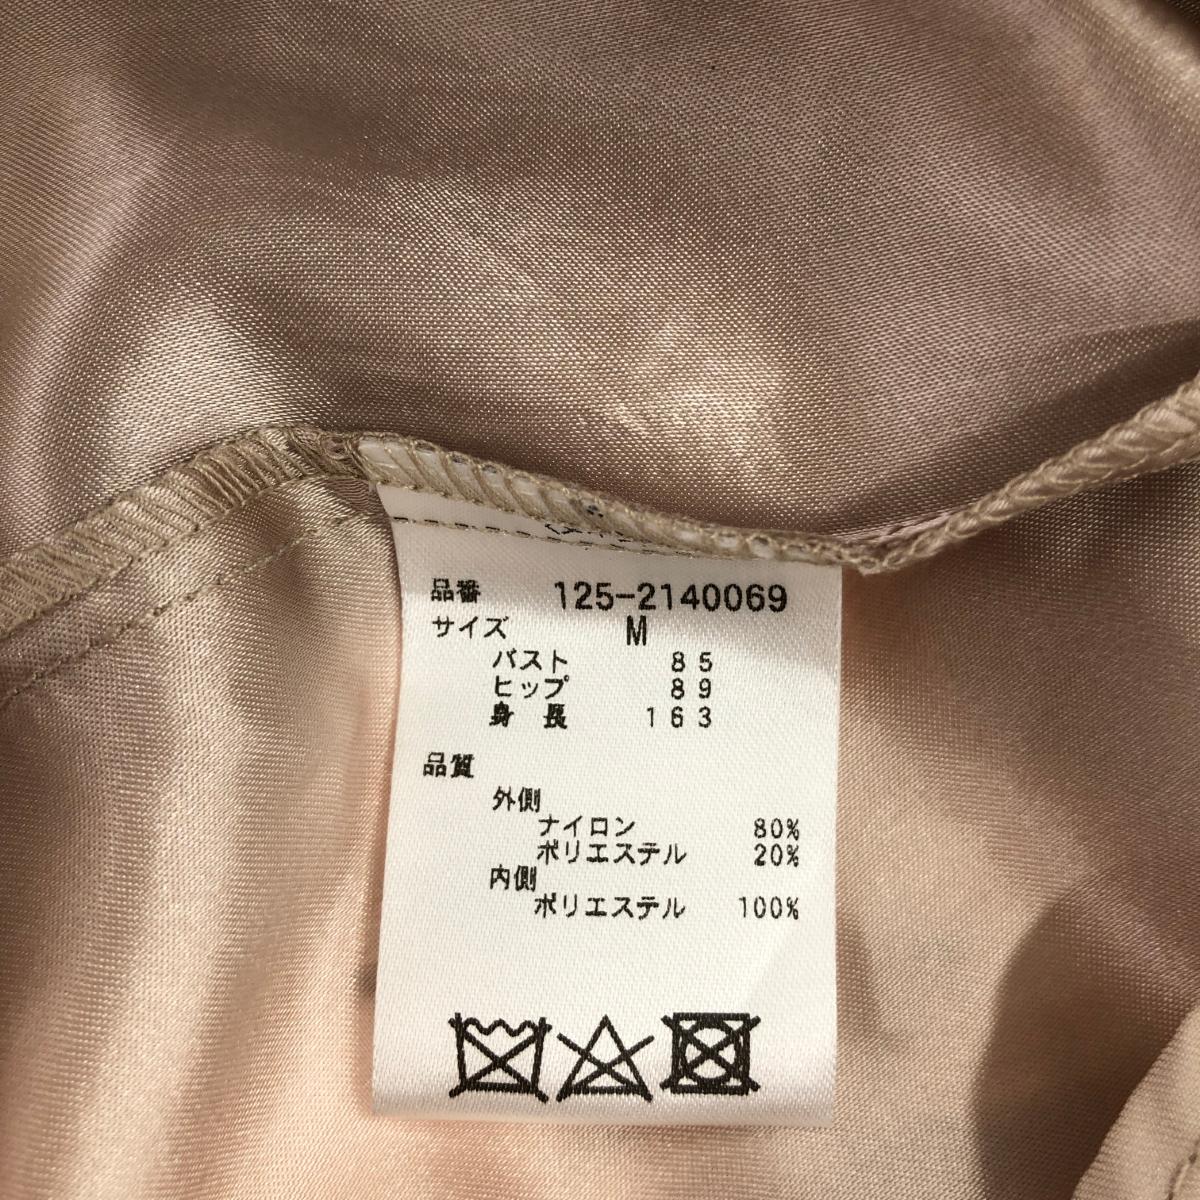 品番 125-2140069
サイズ M
バスト 85
ヒップ 89
身長 163
品質
外側
ナイロン 80%
ポリエステル 20%
内側
ポリエステル 100%